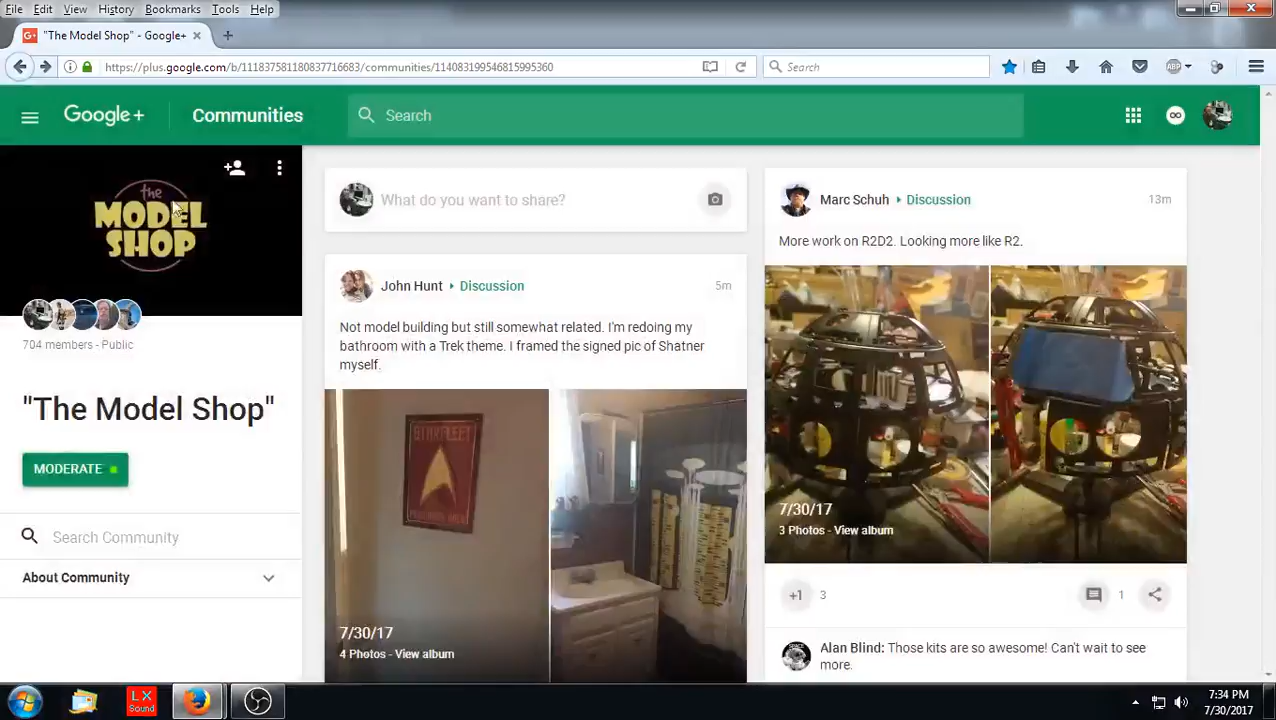 File Edit View History Bookmarks Tools Help
"The Model Shop" - Google+
https://plus.google.com/b/111837581180837716683/communities/114083199546815995360
Search
ABP
Google+ Communities
Search
the
MODEL
SHOP
704 members - Public
"The Model Shop"
MODERATE
Search Community
About Community
What do you want to share?
John Hunt Discussion 5m
Not model building but still somewhat related. I'm redoing my
bathroom with a Trek theme. I framed the signed pic of Shatner
myself.
STARFLEET
7/30/17
4 Photos - View album
Marc Schuh Discussion 13m
More work on R2D2. Looking more like R2.
7/30/17
3 Photos - View album
+1 3 1
Alan Blind: Those kits are so awesome! Can't wait to see
more.
LX
Sound
7:34 PM
7/30/2017